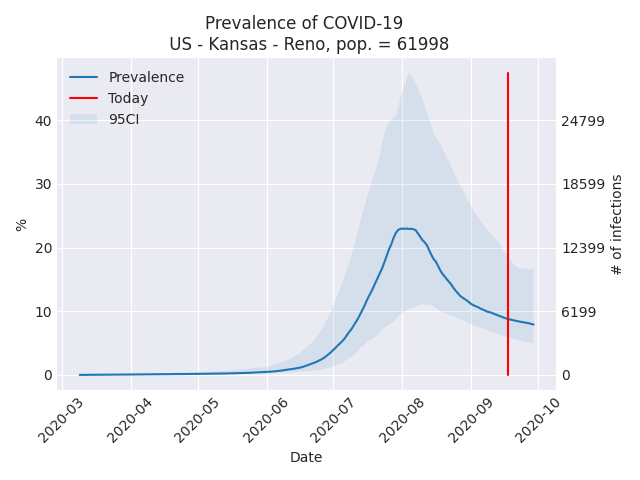 Prevalence of COVID-19
US - Kansas - Reno, pop. = 61998
Prevalence
Today
95CI
%
40
30
20
10
0
24799
18599
12399
6199
0
# of infections
2020-03
2020-04
2020-05
2020-06
2020-07
2020-08
2020-09
2020-10
Date